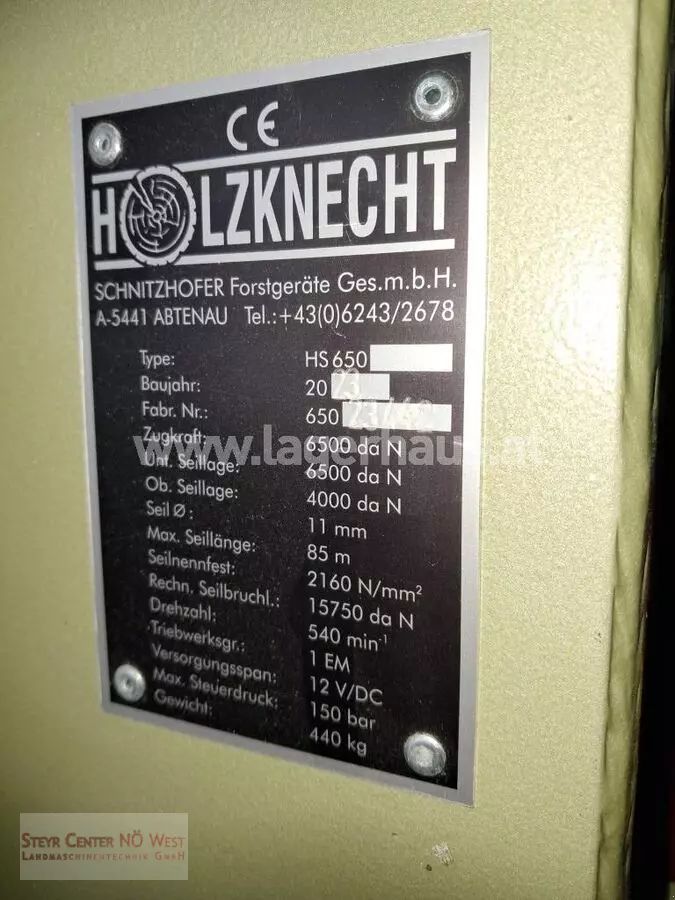 CE
HOLZKNECHT
SCHNITZHOFER Forstgeräte Ges.m.b.H.
A-5441 ABTENAU Tel.:+43(0)6243/2678
Type: HS 650
Baujahr: 20 23
Fabr. Nr.: 650
Zugkraft: 6500 da N
Unt. Seillage: 6500 da N
Ob. Seillage: 4000 da N
Seil Ø: 11 mm
Max. Seillänge: 85 m
Seilnennfest: 2160 N/mm²
Rechn. Seilbruchl.: 15750 da N
Drehzahl: 540 min⁻¹
Triebwerksgr.: 1 EM
Versorgungsspan: 12 V/DC
Max. Steuerdruck: 150 bar
Gewicht: 440 kg
www.lagerhaus.at
STEYR CENTER NÖ WEST
LANDMASCHINENTECHNIK GMBH